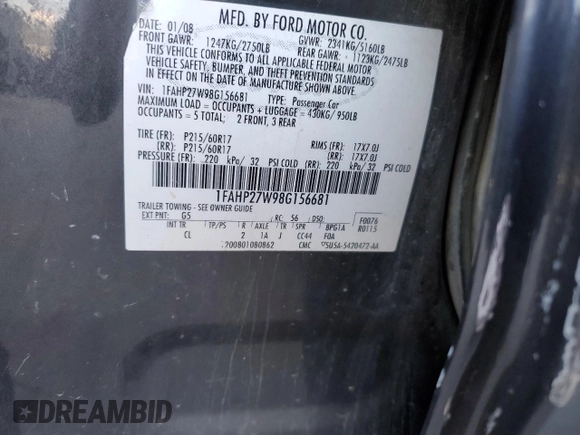 MFD. BY FORD MOTOR CO.
DATE: 01/08 GVWR: 2341KG/5160LB
FRONT GAWR: 1247KG/2750LB REAR GAWR: 1123KG/2475LB
THIS VEHICLE CONFORMS TO ALL APPLICABLE FEDERAL MOTOR
VEHICLE SAFETY, BUMPER, AND THEFT PREVENTION STANDARDS
IN EFFECT ON THE DATE OF MANUFACTURE SHOWN ABOVE.
VIN: 1FAHP27W98G156681 TYPE: Passenger Car
MAXIMUM LOAD = OCCUPANTS + LUGGAGE = 430KG/950LB
OCCUPANTS = 5 TOTAL; 2 FRONT, 3 REAR
TIRE (FR): P215/60R17 RIMS (FR): 17X7.0J
(RR): P215/60R17 (RR): 17X7.0J
PRESSURE (FR): 220 kPa/ 32 PSI COLD (RR): 220 kPa/ 32 PSI COLD
1FAHP27W98G156681
TRAILER TOWING - SEE OWNER GUIDE
EXT PNT: G5 RC: 56 DSO: F0076
R0115
INT TR TP/PS R AXLE TR SPR BPG1A
CL 2 1A J CC44 F0A
200801080862 CMC 5U5A-5420472-AA
DREAMBID